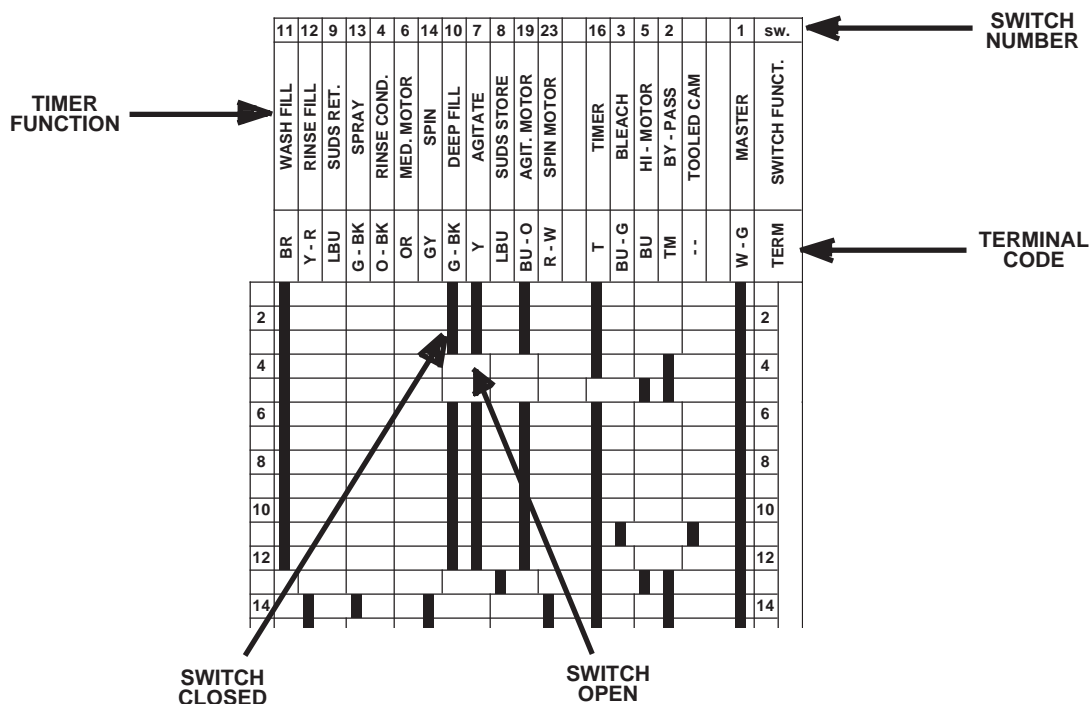 11 12 9 13 4 6 14 10 7 8 19 23 16 3 5 2 1 sw.
SWITCH
NUMBER
TIMER
FUNCTION
WASH FILL
RINSE FILL
SUDS RET.
SPRAY
RINSE COND.
MED. MOTOR
SPIN
DEEP FILL
AGITATE
SUDS STORE
AGIT. MOTOR
SPIN MOTOR
TIMER
BLEACH
HI - MOTOR
BY - PASS
TOOLED CAM
MASTER
SWITCH FUNCT.
BR
Y - R
LBU
G - BK
O - BK
OR
GY
G - BK
Y
LBU
BU - O
R - W
T
BU - G
BU
TM
- -
W - G
TERM
TERMINAL
CODE
2 2
4 4
6 6
8 8
10 10
12 12
14 14
SWITCH
CLOSED
SWITCH
OPEN